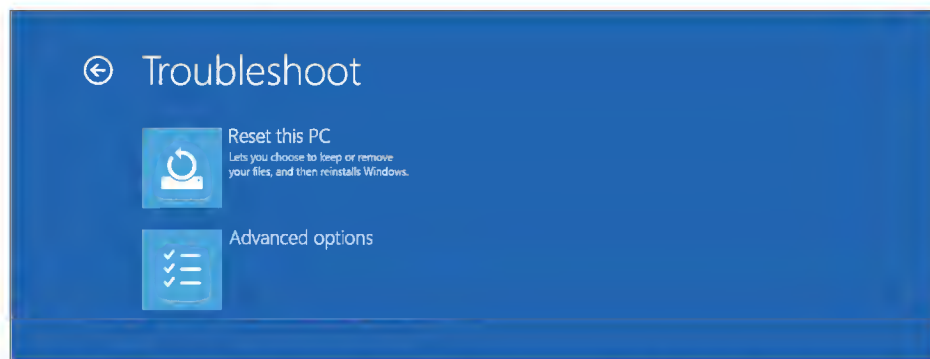 Troubleshoot
Reset this PC
Lets you choose to keep or remove
your files, and then reinstalls Windows.
Advanced options